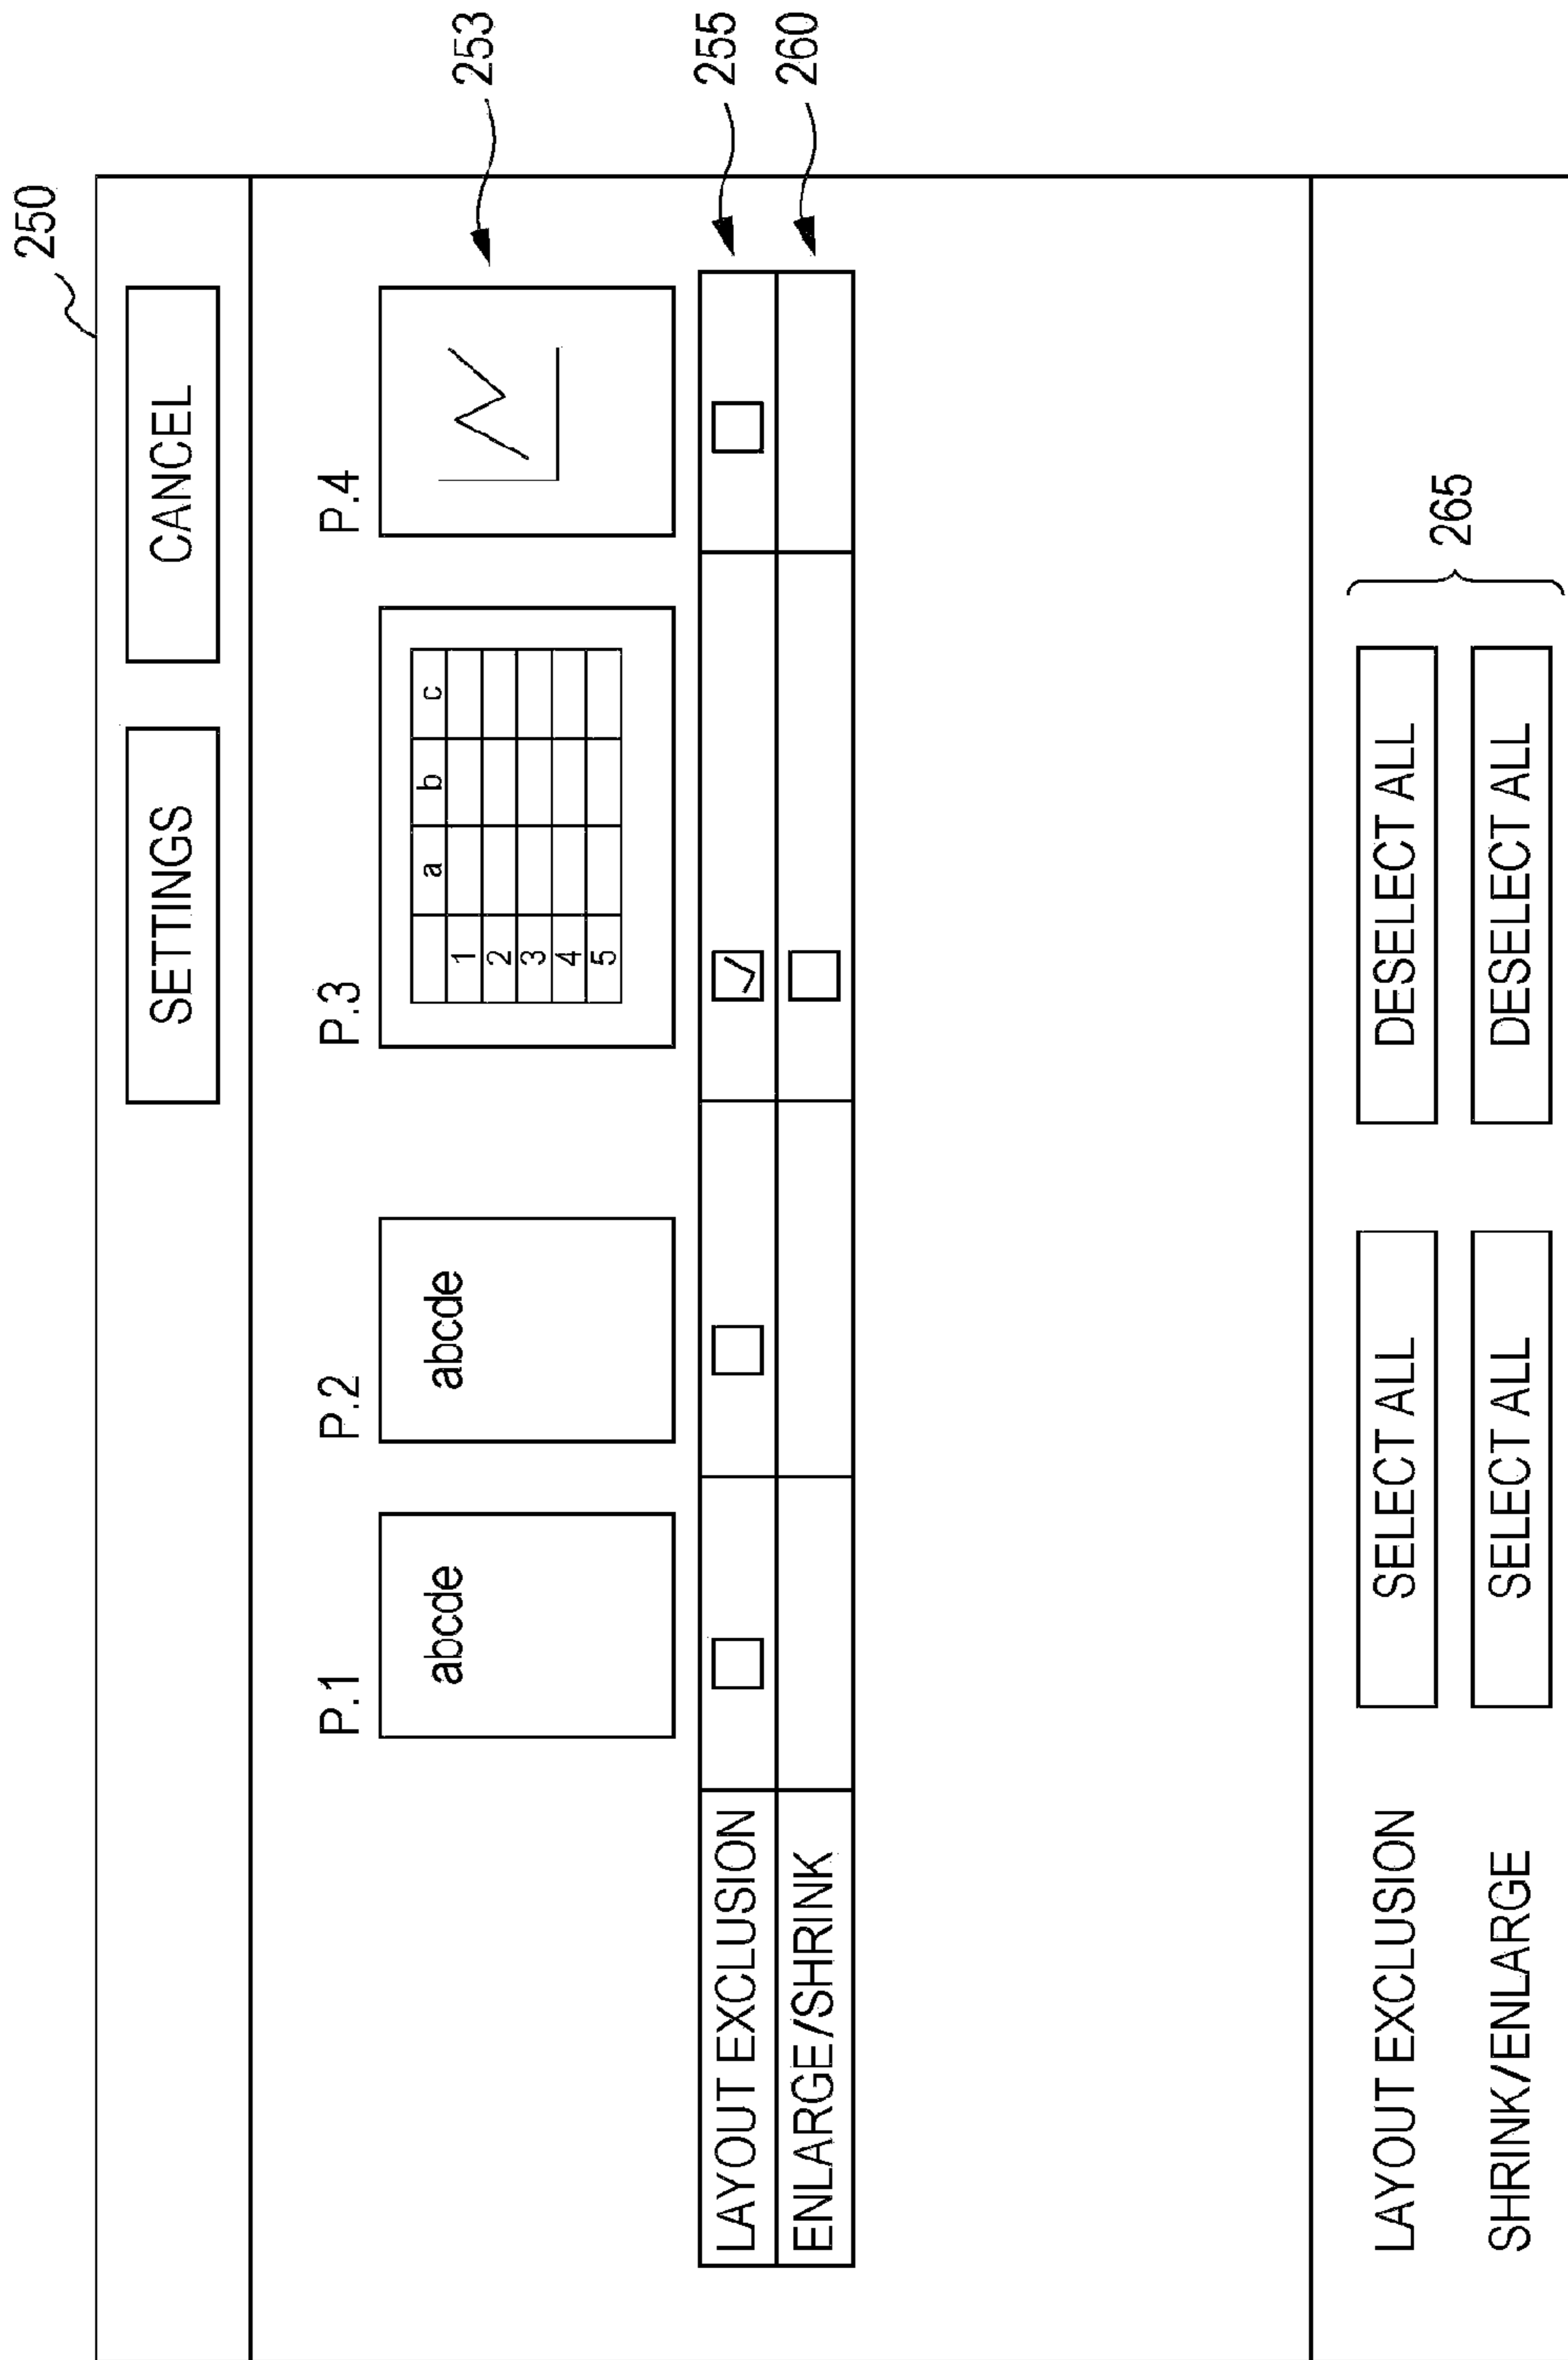 250
SETTINGS CANCEL
P.1 P.2 P.3 P.4
253
abcde abcde
a b c
1
2
3
4
5
LAYOUT EXCLUSION
255
ENLARGE/SHRINK
260
265
LAYOUT EXCLUSION SELECT ALL DESELECT ALL
SHRINK/ENLARGE SELECT ALL DESELECT ALL